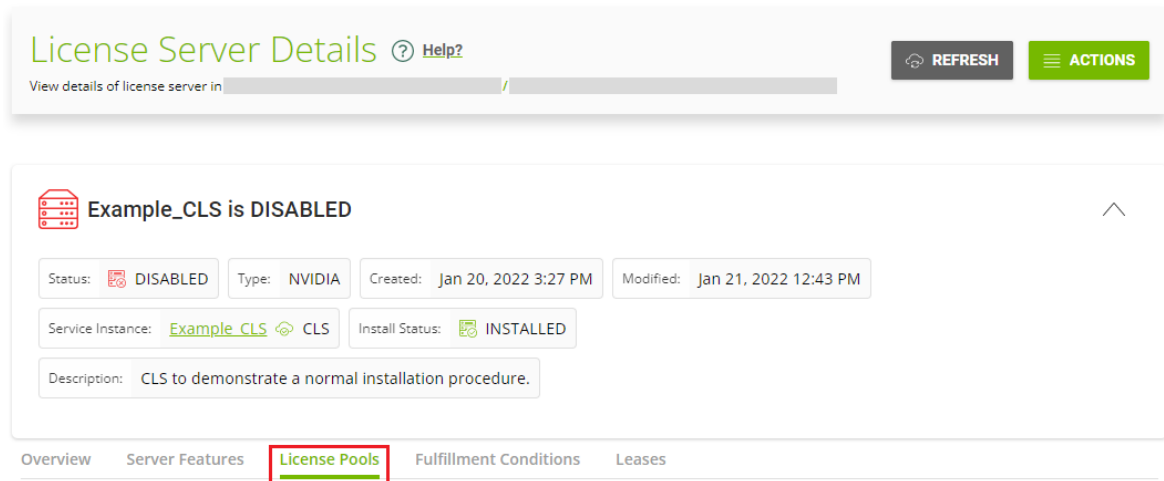 License Server Details ? Help?
REFRESH
ACTIONS
View details of license server in /
Example_CLS is DISABLED
Status: DISABLED Type: NVIDIA Created: Jan 20, 2022 3:27 PM Modified: Jan 21, 2022 12:43 PM
Service Instance: Example_CLS CLS Install Status: INSTALLED
Description: CLS to demonstrate a normal installation procedure.
Overview Server Features License Pools Fulfillment Conditions Leases